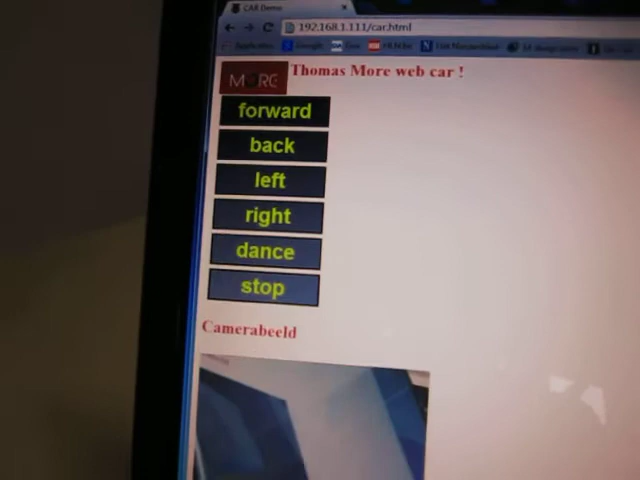 CAR Demo
192.168.1.111/car.html
Google
MORE
Thomas More web car !
forward
back
left
right
dance
stop
Camerabeeld